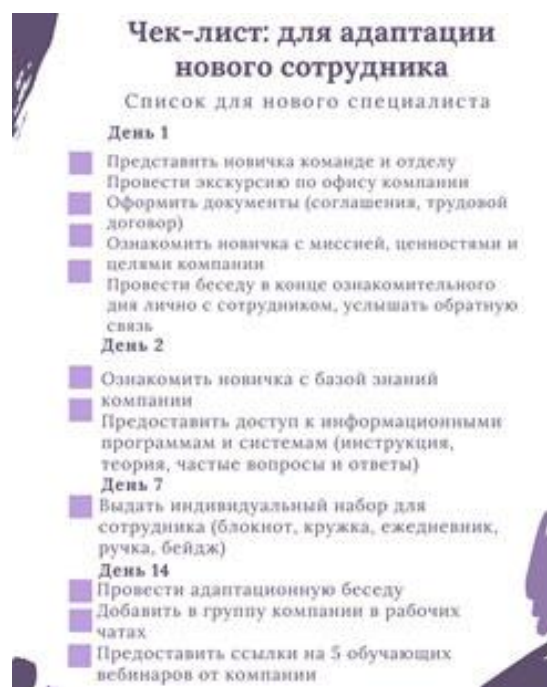 Чек-лист: для адаптации
нового сотрудника
Список для нового специалиста
День 1
Представить новичка команде и отделу
Провести экскурсию по офису компании
Оформить документы (соглашения, трудовой
договор)
Ознакомить новичка с миссией, ценностями и
целями компании
Провести беседу в конце ознакомительного
дня лично с сотрудником, услышать обратную
связь
День 2
Ознакомить новичка с базой знаний
компании
Предоставить доступ к информационными
программам и системам (инструкция,
теория, частые вопросы и ответы)
День 7
Выдать индивидуальный набор для
сотрудника (блокнот, кружка, ежедневник,
ручка, бейдж)
День 14
Провести адаптационную беседу
Добавить в группу компании в рабочих
чатах
Предоставить ссылки на 5 обучающих
вебинаров от компании